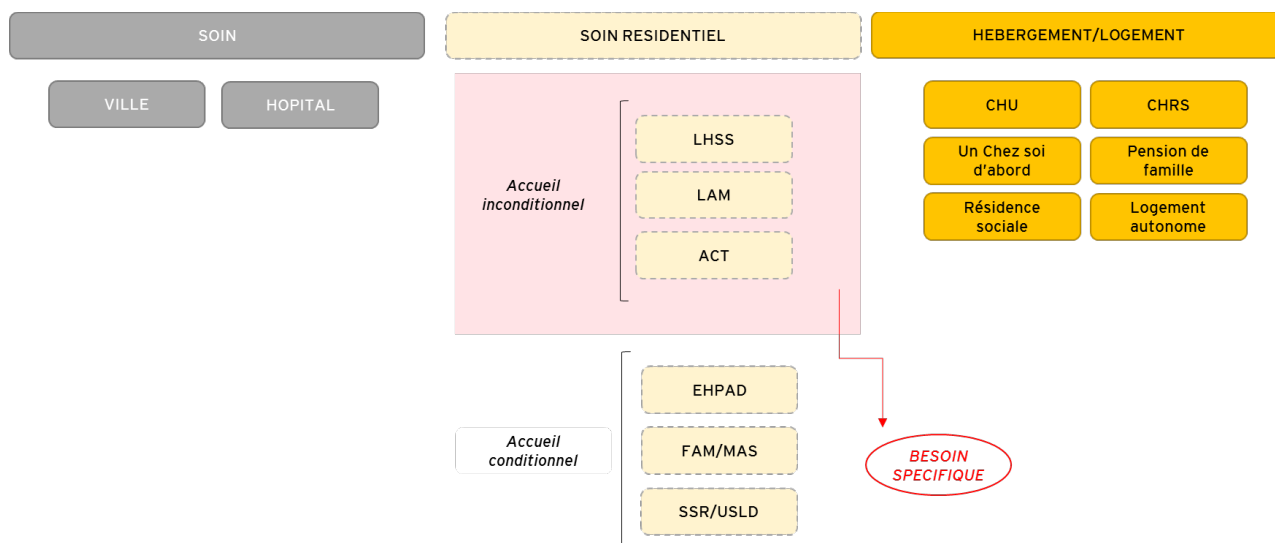 SOIN
SOIN RESIDENTIEL
HEBERGEMENT/LOGEMENT
VILLE
HOPITAL
Accueil
inconditionnel
LHSS
LAM
ACT
CHU
CHRS
Un Chez soi
d'abord
Pension de
famille
Résidence
sociale
Logement
autonome
Accueil
conditionnel
EHPAD
FAM/MAS
SSR/USLD
BESOIN
SPECIFIQUE